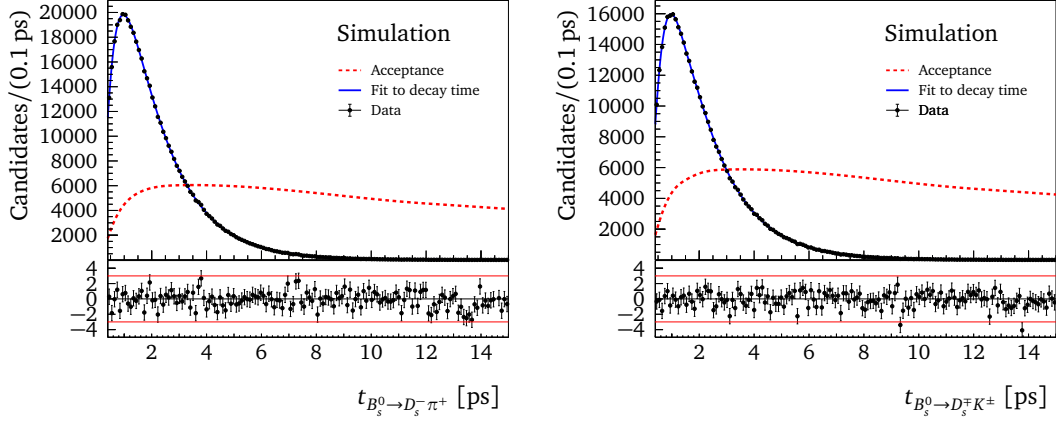 Candidates/(0.1 ps)
20000
18000
16000
14000
12000
10000
8000
6000
4000
2000
Simulation
Acceptance
Fit to decay time
Data
4
2
0
−2
−4
2 4 6 8 10 12 14
t_{B_s^0→D_s^-π^+} [ps]
Candidates/(0.1 ps)
16000
14000
12000
10000
8000
6000
4000
2000
Simulation
Acceptance
Fit to decay time
Data
4
2
0
−2
−4
2 4 6 8 10 12 14
t_{B_s^0→D_s^∓K^±} [ps]